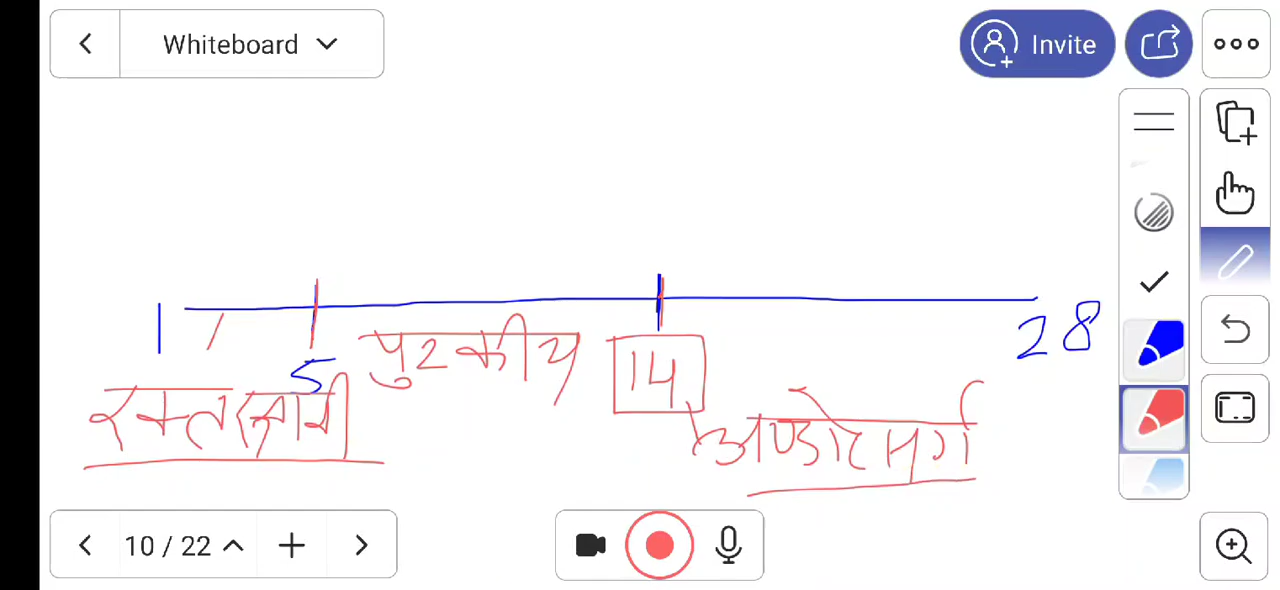 Whiteboard
Invite
1 28
5
रक्तस्रावी
पुटकीय
14
अण्डोत्सर्ग
10 / 22